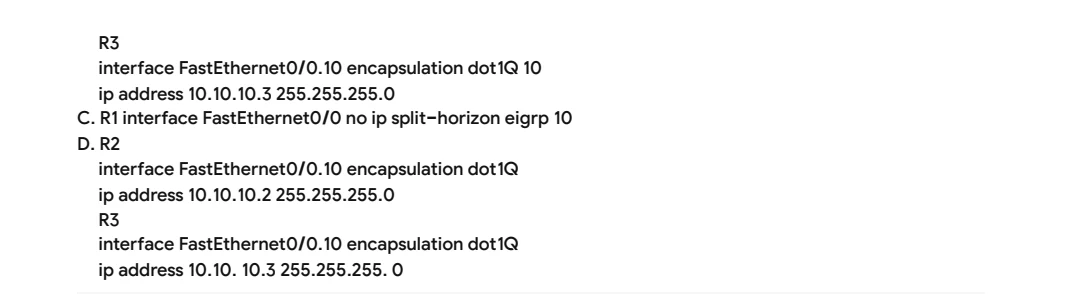 R3
interface FastEthernet0/0.10 encapsulation dot1Q 10
ip address 10.10.10.3 255.255.255.0
C. R1 interface FastEthernet0/0 no ip split-horizon eigrp 10
D. R2
interface FastEthernet0/0.10 encapsulation dot1Q
ip address 10.10.10.2 255.255.255.0
R3
interface FastEthernet0/0.10 encapsulation dot1Q
ip address 10.10. 10.3 255.255.255. 0